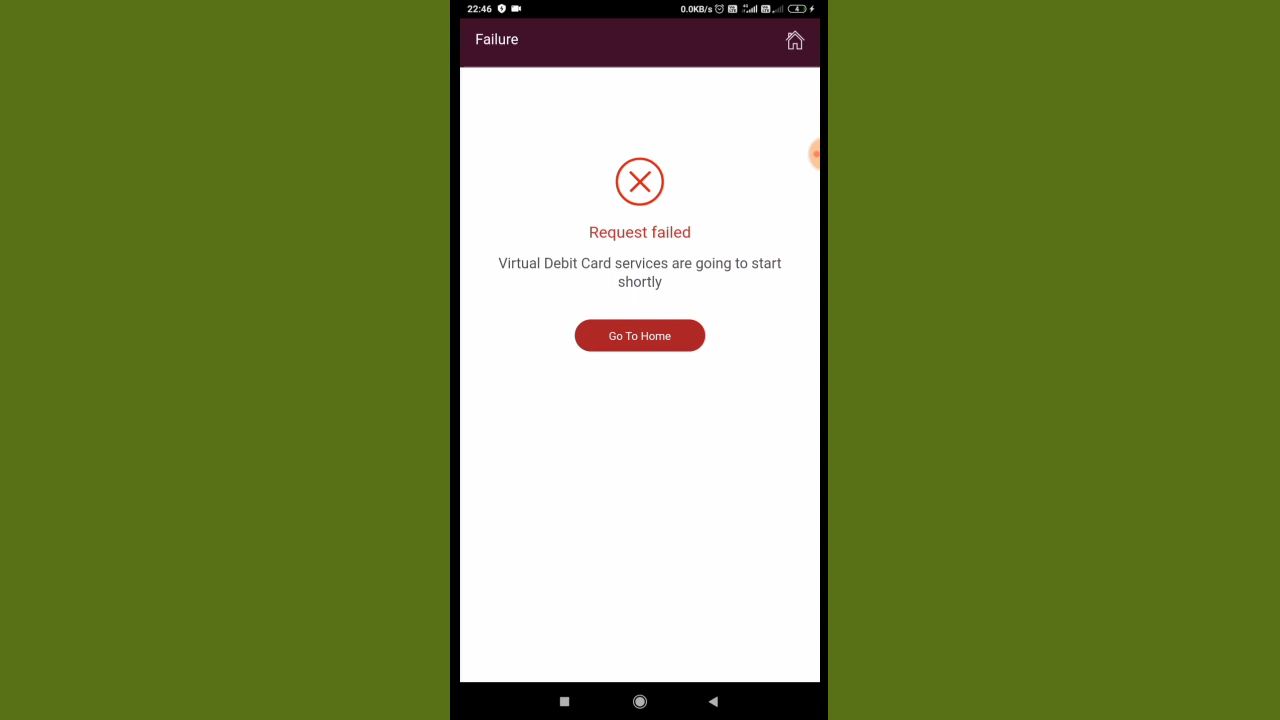 22:46 0.0KB/s 4
Failure
Request failed
Virtual Debit Card services are going to start
shortly
Go To Home